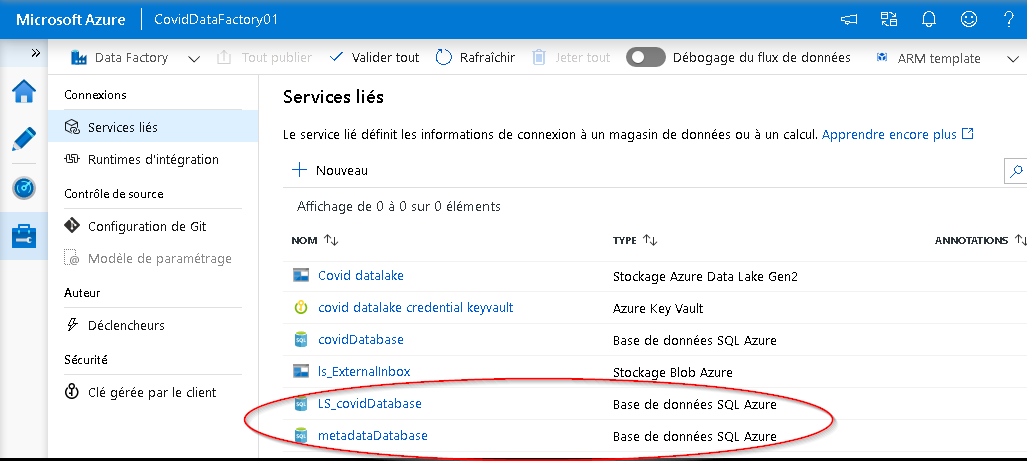 Microsoft Azure CovidDataFactory01
» Data Factory Tout publier Valider tout Rafraîchir Jeter tout Débogage du flux de données ARM template
Connexions
Services liés
Runtimes d'intégration
Contrôle de source
Configuration de Git
Modèle de paramétrage
Auteur
Déclencheurs
Sécurité
Clé gérée par le client
Services liés
Le service lié définit les informations de connexion à un magasin de données ou à un calcul. Apprendre encore plus
Nouveau
Affichage de 0 à 0 sur 0 éléments
NOM TYPE ANNOTATIONS
Covid datalake Stockage Azure Data Lake Gen2
covid datalake credential keyvault Azure Key Vault
covidDatabase Base de données SQL Azure
ls_ExternalInbox Stockage Blob Azure
LS_covidDatabase Base de données SQL Azure
metadataDatabase Base de données SQL Azure